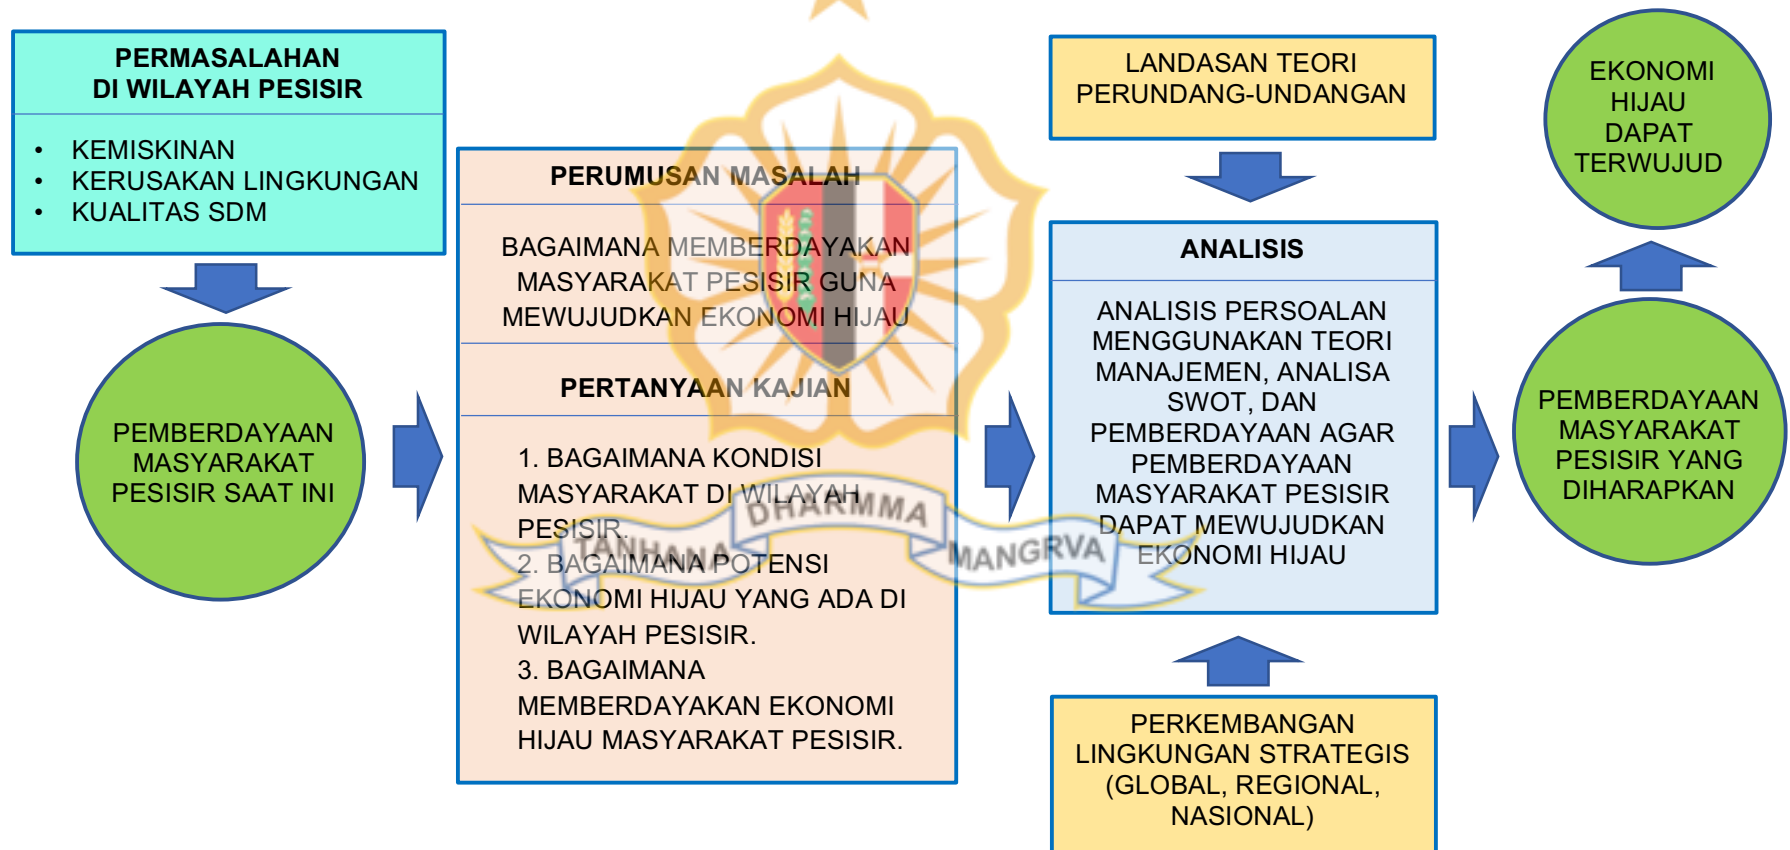 PERMASALAHAN
DI WILAYAH PESISIR
• KEMISKINAN
• KERUSAKAN LINGKUNGAN
• KUALITAS SDM
PEMBERDAYAAN
MASYARAKAT
PESISIR SAAT INI
PERUMUSAN MASALAH
BAGAIMANA MEMBERDAYAKAN
MASYARAKAT PESISIR GUNA
MEWUJUDKAN EKONOMI HIJAU
PERTANYAAN KAJIAN
1. BAGAIMANA KONDISI
MASYARAKAT DI WILAYAH
PESISIR.
2. BAGAIMANA POTENSI
EKONOMI HIJAU YANG ADA DI
WILAYAH PESISIR.
3. BAGAIMANA
MEMBERDAYAKAN EKONOMI
HIJAU MASYARAKAT PESISIR.
TANHANA DHARMMA MANGRVA
LANDASAN TEORI
PERUNDANG-UNDANGAN
ANALISIS
ANALISIS PERSOALAN
MENGGUNAKAN TEORI
MANAJEMEN, ANALISA
SWOT, DAN
PEMBERDAYAAN AGAR
PEMBERDAYAAN
MASYARAKAT PESISIR
DAPAT MEWUJUDKAN
EKONOMI HIJAU
PERKEMBANGAN
LINGKUNGAN STRATEGIS
(GLOBAL, REGIONAL,
NASIONAL)
PEMBERDAYAAN
MASYARAKAT
PESISIR YANG
DIHARAPKAN
EKONOMI
HIJAU
DAPAT
TERWUJUD